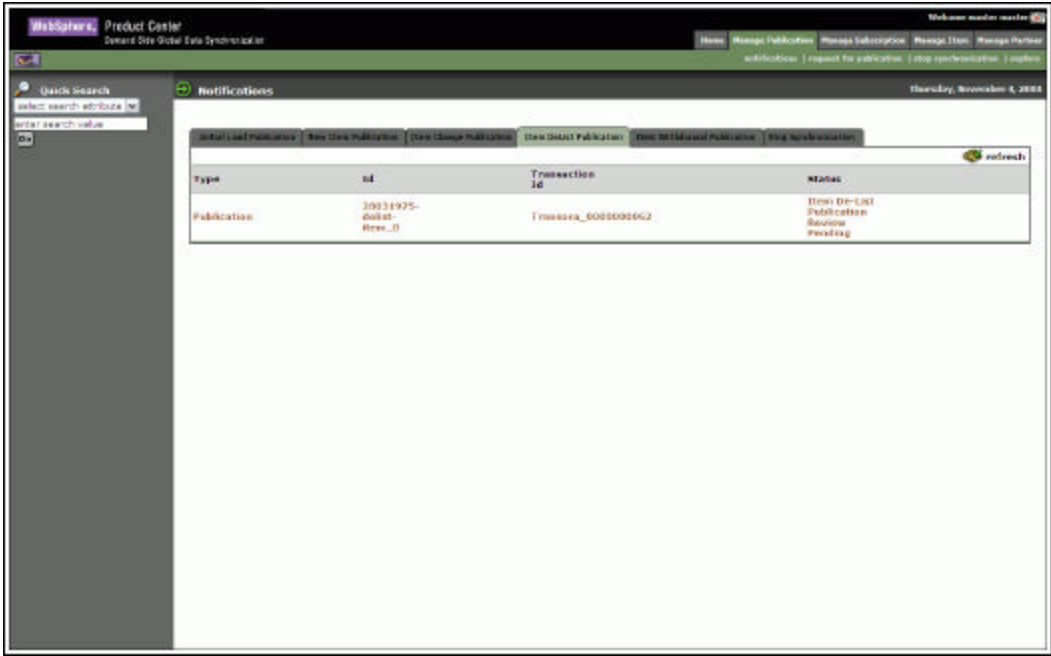 Welcome master master
WebSphere. Product Center
Demand Side Global Data Synchronization
Home Manage Publication Manage Subscription Manage Item Manage Partner
notifications | request for publication | stop synchronization | explore
Quick Search
Notifications
Thursday, November 4, 2004
select search attribute
enter search value
Go
Initial Load Publication New Item Publication Item Change Publication Item DeList Publication Item Withdrawal Publication Stop Synchronization
refresh
Type Id Transaction Id Status
Publication 20031975-delist-item_0 Transora_0000000062 Item De-List Publication Review Pending